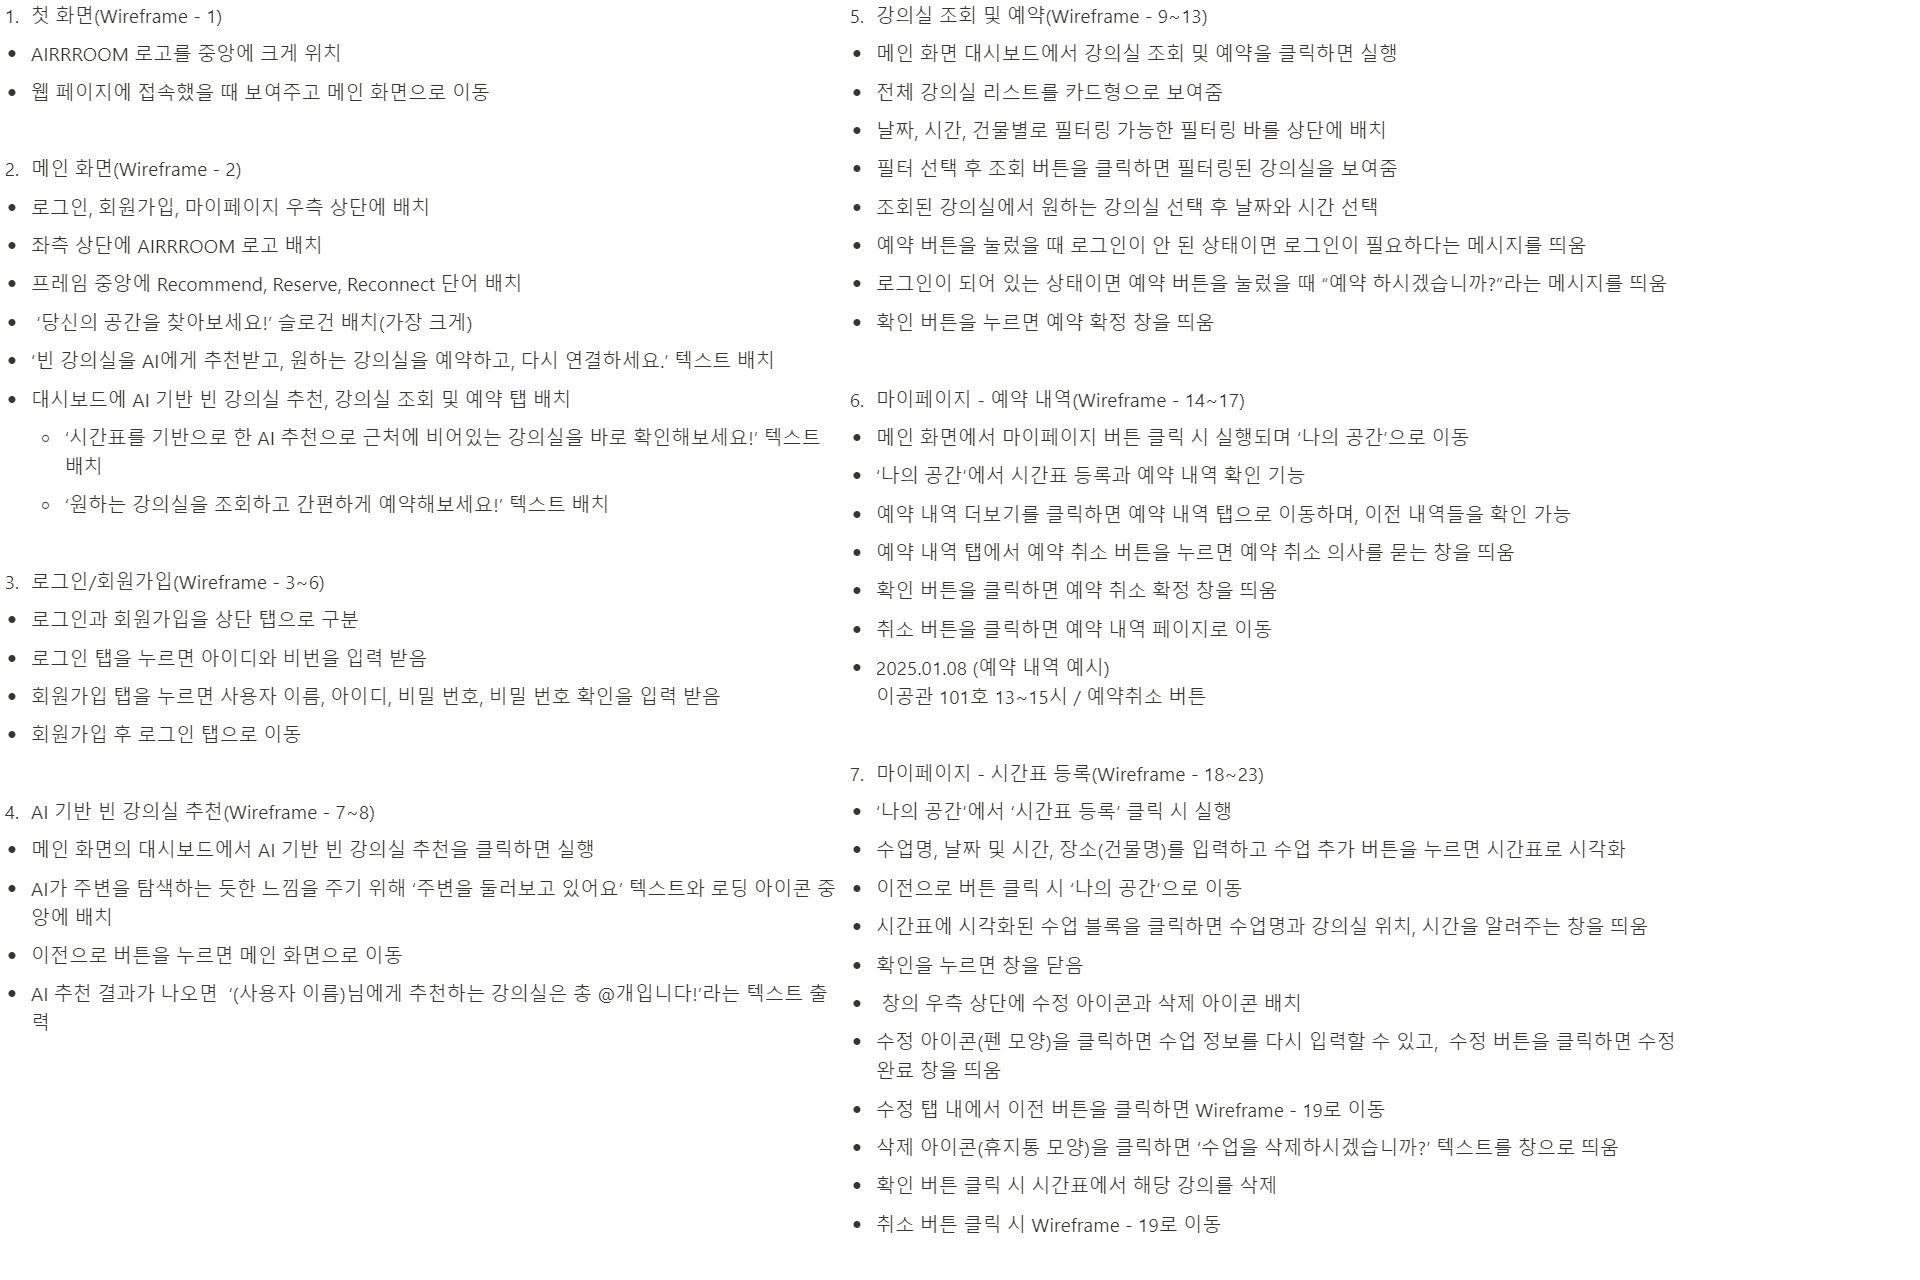 1. 첫 화면(Wireframe - 1)
• AIRRROOM 로고를 중앙에 크게 위치
• 웹 페이지에 접속했을 때 보여주고 메인 화면으로 이동
2. 메인 화면(Wireframe - 2)
• 로그인, 회원가입, 마이페이지 우측 상단에 배치
• 좌측 상단에 AIRRROOM 로고 배치
• 프레임 중앙에 Recommend, Reserve, Reconnect 단어 배치
• ‘당신의 공간을 찾아보세요!’ 슬로건 배치(가장 크게)
• ‘빈 강의실을 AI에게 추천받고, 원하는 강의실을 예약하고, 다시 연결하세요.’ 텍스트 배치
• 대시보드에 AI 기반 빈 강의실 추천, 강의실 조회 및 예약 탭 배치
◦ ‘시간표를 기반으로 한 AI 추천으로 근처에 비어있는 강의실을 바로 확인해보세요!’ 텍스트
배치
◦ ‘원하는 강의실을 조회하고 간편하게 예약해보세요!’ 텍스트 배치
3. 로그인/회원가입(Wireframe - 3~6)
• 로그인과 회원가입을 상단 탭으로 구분
• 로그인 탭을 누르면 아이디와 비번을 입력 받음
• 회원가입 탭을 누르면 사용자 이름, 아이디, 비밀 번호, 비밀 번호 확인을 입력 받음
• 회원가입 후 로그인 탭으로 이동
4. AI 기반 빈 강의실 추천(Wireframe - 7~8)
• 메인 화면의 대시보드에서 AI 기반 빈 강의실 추천을 클릭하면 실행
• AI가 주변을 탐색하는 듯한 느낌을 주기 위해 ‘주변을 둘러보고 있어요’ 텍스트와 로딩 아이콘 중
앙에 배치
• 이전으로 버튼을 누르면 메인 화면으로 이동
• AI 추천 결과가 나오면 ‘(사용자 이름)님에게 추천하는 강의실은 총 @개입니다!’라는 텍스트 출
력
5. 강의실 조회 및 예약(Wireframe - 9~13)
• 메인 화면 대시보드에서 강의실 조회 및 예약을 클릭하면 실행
• 전체 강의실 리스트를 카드형으로 보여줌
• 날짜, 시간, 건물별로 필터링 가능한 필터링 바를 상단에 배치
• 필터 선택 후 조회 버튼을 클릭하면 필터링된 강의실을 보여줌
• 조회된 강의실에서 원하는 강의실 선택 후 날짜와 시간 선택
• 예약 버튼을 눌렀을 때 로그인이 안 된 상태이면 로그인이 필요하다는 메시지를 띄움
• 로그인이 되어 있는 상태이면 예약 버튼을 눌렀을 때 “예약 하시겠습니까?”라는 메시지를 띄움
• 확인 버튼을 누르면 예약 확정 창을 띄움
6. 마이페이지 - 예약 내역(Wireframe - 14~17)
• 메인 화면에서 마이페이지 버튼 클릭 시 실행되며 ‘나의 공간’으로 이동
• ‘나의 공간’에서 시간표 등록과 예약 내역 확인 기능
• 예약 내역 더보기를 클릭하면 예약 내역 탭으로 이동하며, 이전 내역들을 확인 가능
• 예약 내역 탭에서 예약 취소 버튼을 누르면 예약 취소 의사를 묻는 창을 띄움
• 확인 버튼을 클릭하면 예약 취소 확정 창을 띄움
• 취소 버튼을 클릭하면 예약 내역 페이지로 이동
• 2025.01.08 (예약 내역 예시)
이공관 101호 13~15시 / 예약취소 버튼
7. 마이페이지 - 시간표 등록(Wireframe - 18~23)
• ‘나의 공간’에서 ‘시간표 등록’ 클릭 시 실행
• 수업명, 날짜 및 시간, 장소(건물명)를 입력하고 수업 추가 버튼을 누르면 시간표로 시각화
• 이전으로 버튼 클릭 시 ‘나의 공간’으로 이동
• 시간표에 시각화된 수업 블록을 클릭하면 수업명과 강의실 위치, 시간을 알려주는 창을 띄움
• 확인을 누르면 창을 닫음
• 창의 우측 상단에 수정 아이콘과 삭제 아이콘 배치
• 수정 아이콘(펜 모양)을 클릭하면 수업 정보를 다시 입력할 수 있고, 수정 버튼을 클릭하면 수정
완료 창을 띄움
• 수정 탭 내에서 이전 버튼을 클릭하면 Wireframe - 19로 이동
• 삭제 아이콘(휴지통 모양)을 클릭하면 ‘수업을 삭제하시겠습니까?’ 텍스트를 창으로 띄움
• 확인 버튼 클릭 시 시간표에서 해당 강의를 삭제
• 취소 버튼 클릭 시 Wireframe - 19로 이동